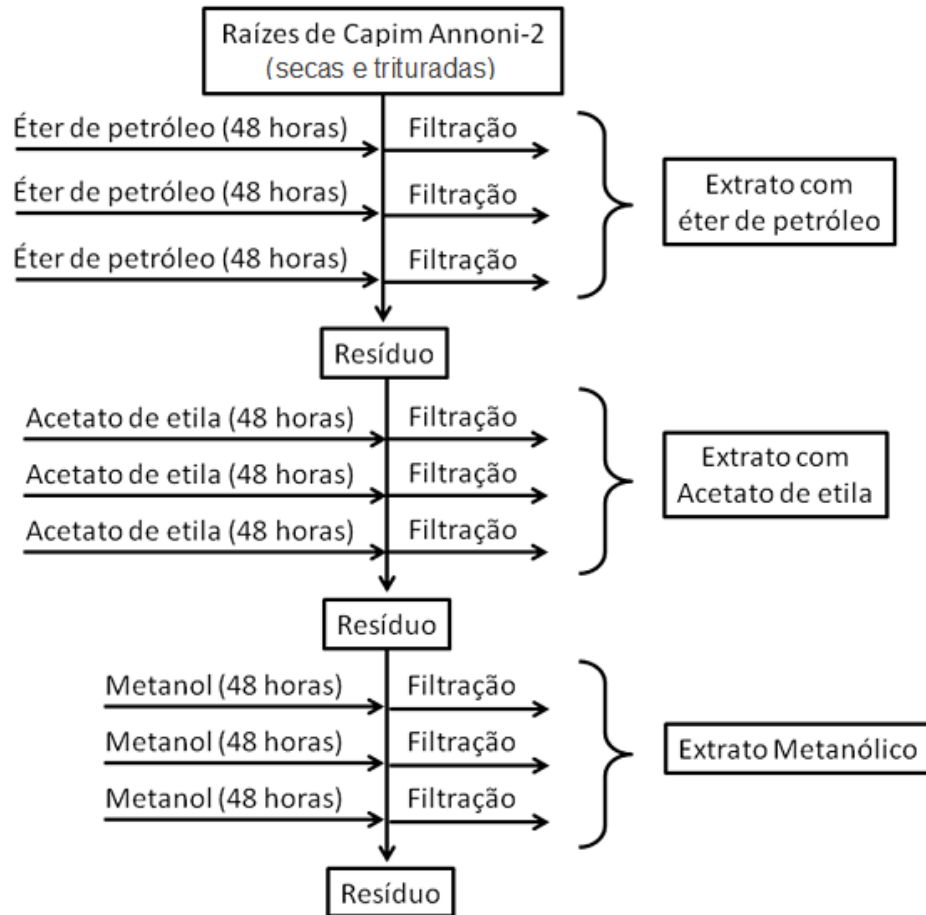 Raízes de Capim Annoni-2
(secas e trituradas)
Éter de petróleo (48 horas) Filtração
Éter de petróleo (48 horas) Filtração
Éter de petróleo (48 horas) Filtração
Extrato com
éter de petróleo
Resíduo
Acetato de etila (48 horas) Filtração
Acetato de etila (48 horas) Filtração
Acetato de etila (48 horas) Filtração
Extrato com
Acetato de etila
Resíduo
Metanol (48 horas) Filtração
Metanol (48 horas) Filtração
Metanol (48 horas) Filtração
Extrato Metanólico
Resíduo